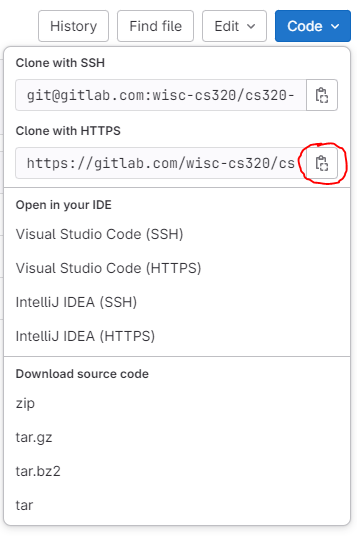 History Find file Edit Code
Clone with SSH
git@gitlab.com:wisc-cs320/cs320-
Clone with HTTPS
https://gitlab.com/wisc-cs320/cs
Open in your IDE
Visual Studio Code (SSH)
Visual Studio Code (HTTPS)
IntelliJ IDEA (SSH)
IntelliJ IDEA (HTTPS)
Download source code
zip
tar.gz
tar.bz2
tar